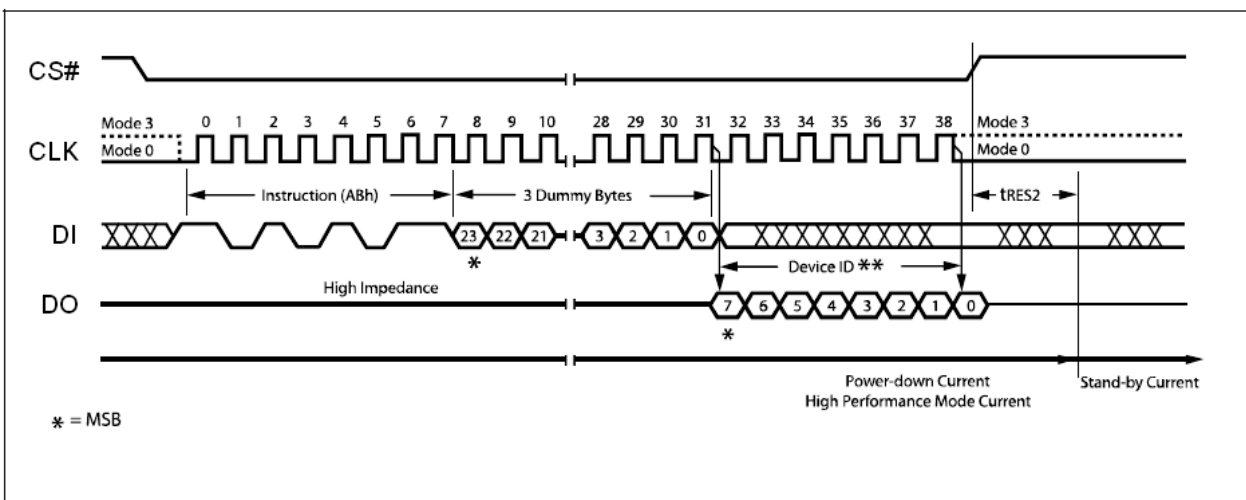 CS#
Mode 3 0 1 2 3 4 5 6 7 8 9 10 28 29 30 31 32 33 34 35 36 37 38 Mode 3
CLK Mode 0 Mode 0
Instruction (ABh) 3 Dummy Bytes tRES2
DI 23 22 21 3 2 1 0
* Device ID **
High Impedance
DO 7 6 5 4 3 2 1 0
*
Power-down Current Stand-by Current
High Performance Mode Current
* = MSB